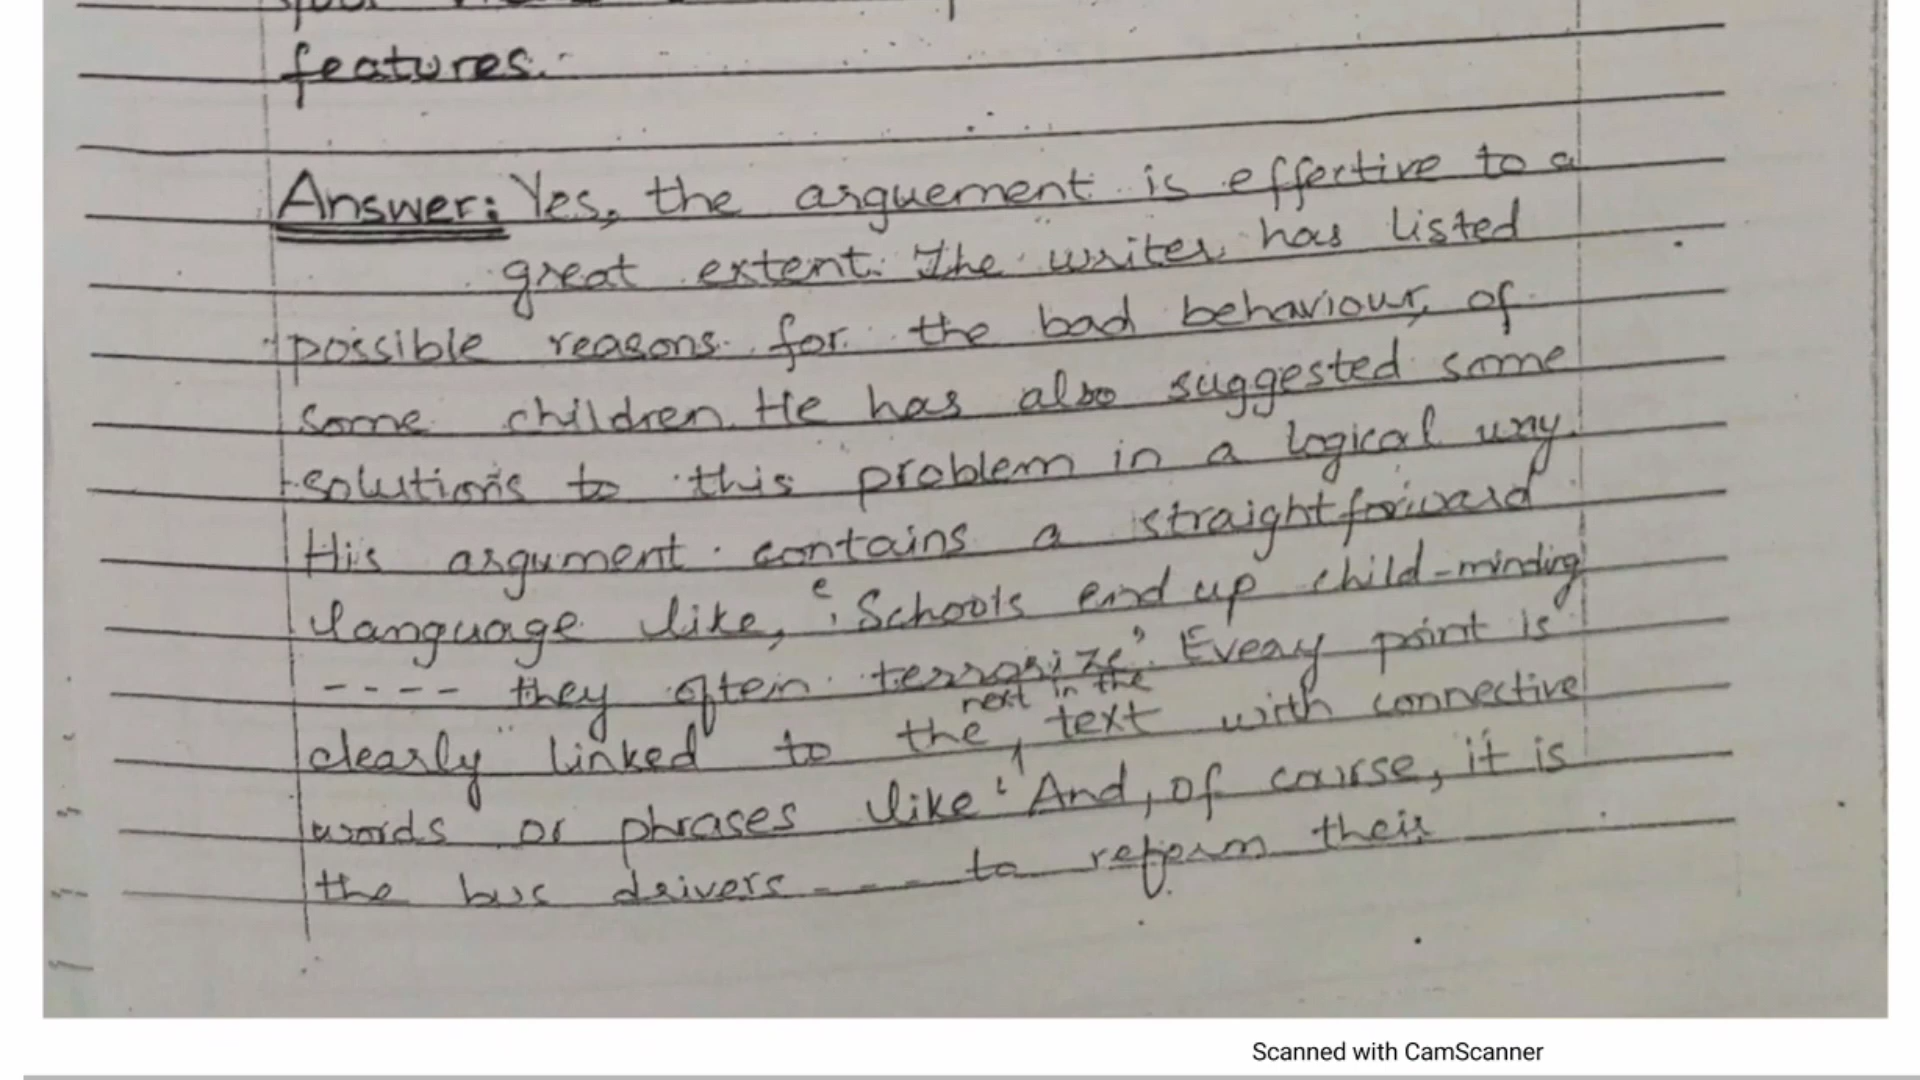 features.
Answer: Yes, the arguement is effective to a
great extent. The writer has listed
possible reasons for the bad behaviour, of
some children. He has also suggested some
solutions to this problem in a logical way.
His argument contains a straightforward
language like, ‘Schools end up child-minding
---- they often terrorize’. Every point is
clearly linked to the next in the text with connective
words or phrases like ‘And, of course, it is
the bus drivers --- to reform their
Scanned with CamScanner